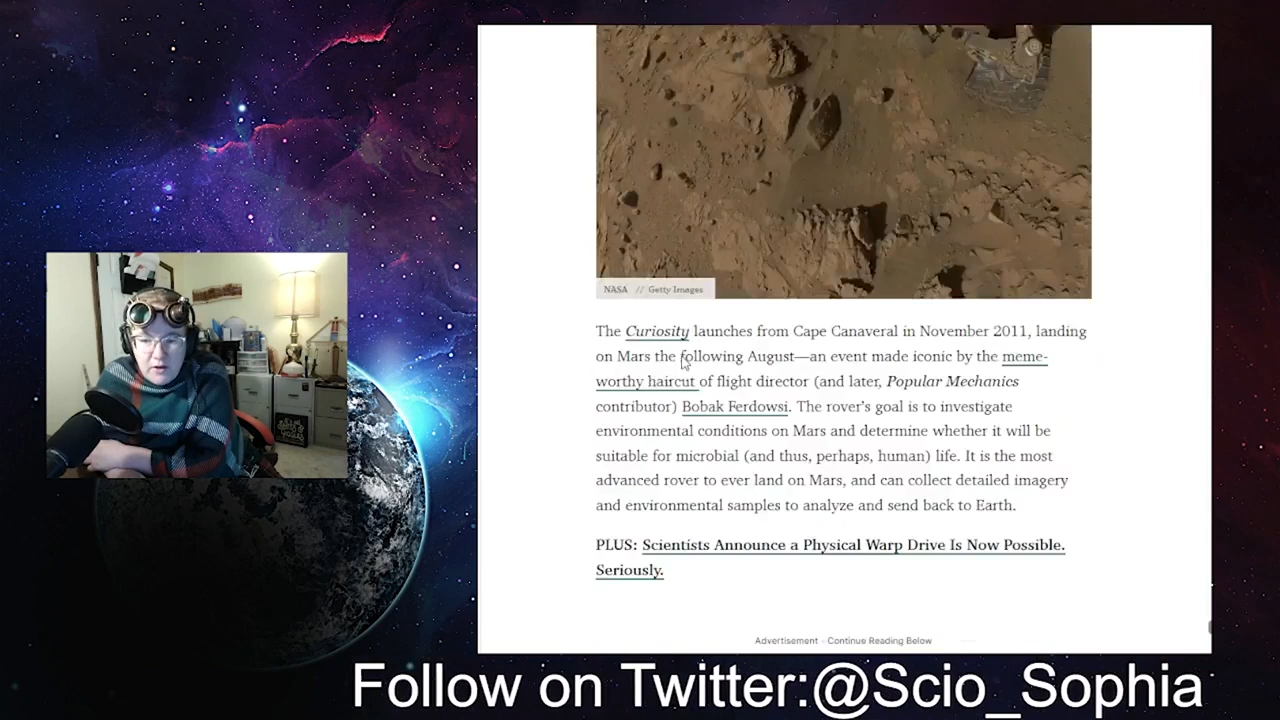 NASA // Getty Images
The Curiosity launches from Cape Canaveral in November 2011, landing
on Mars the following August—an event made iconic by the meme-
worthy haircut of flight director (and later, Popular Mechanics
contributor) Bobak Ferdowsi. The rover's goal is to investigate
environmental conditions on Mars and determine whether it will be
suitable for microbial (and thus, perhaps, human) life. It is the most
advanced rover to ever land on Mars, and can collect detailed imagery
and environmental samples to analyze and send back to Earth.
PLUS: Scientists Announce a Physical Warp Drive Is Now Possible.
Seriously.
Advertisement - Continue Reading Below
Follow on Twitter:@Scio_Sophia